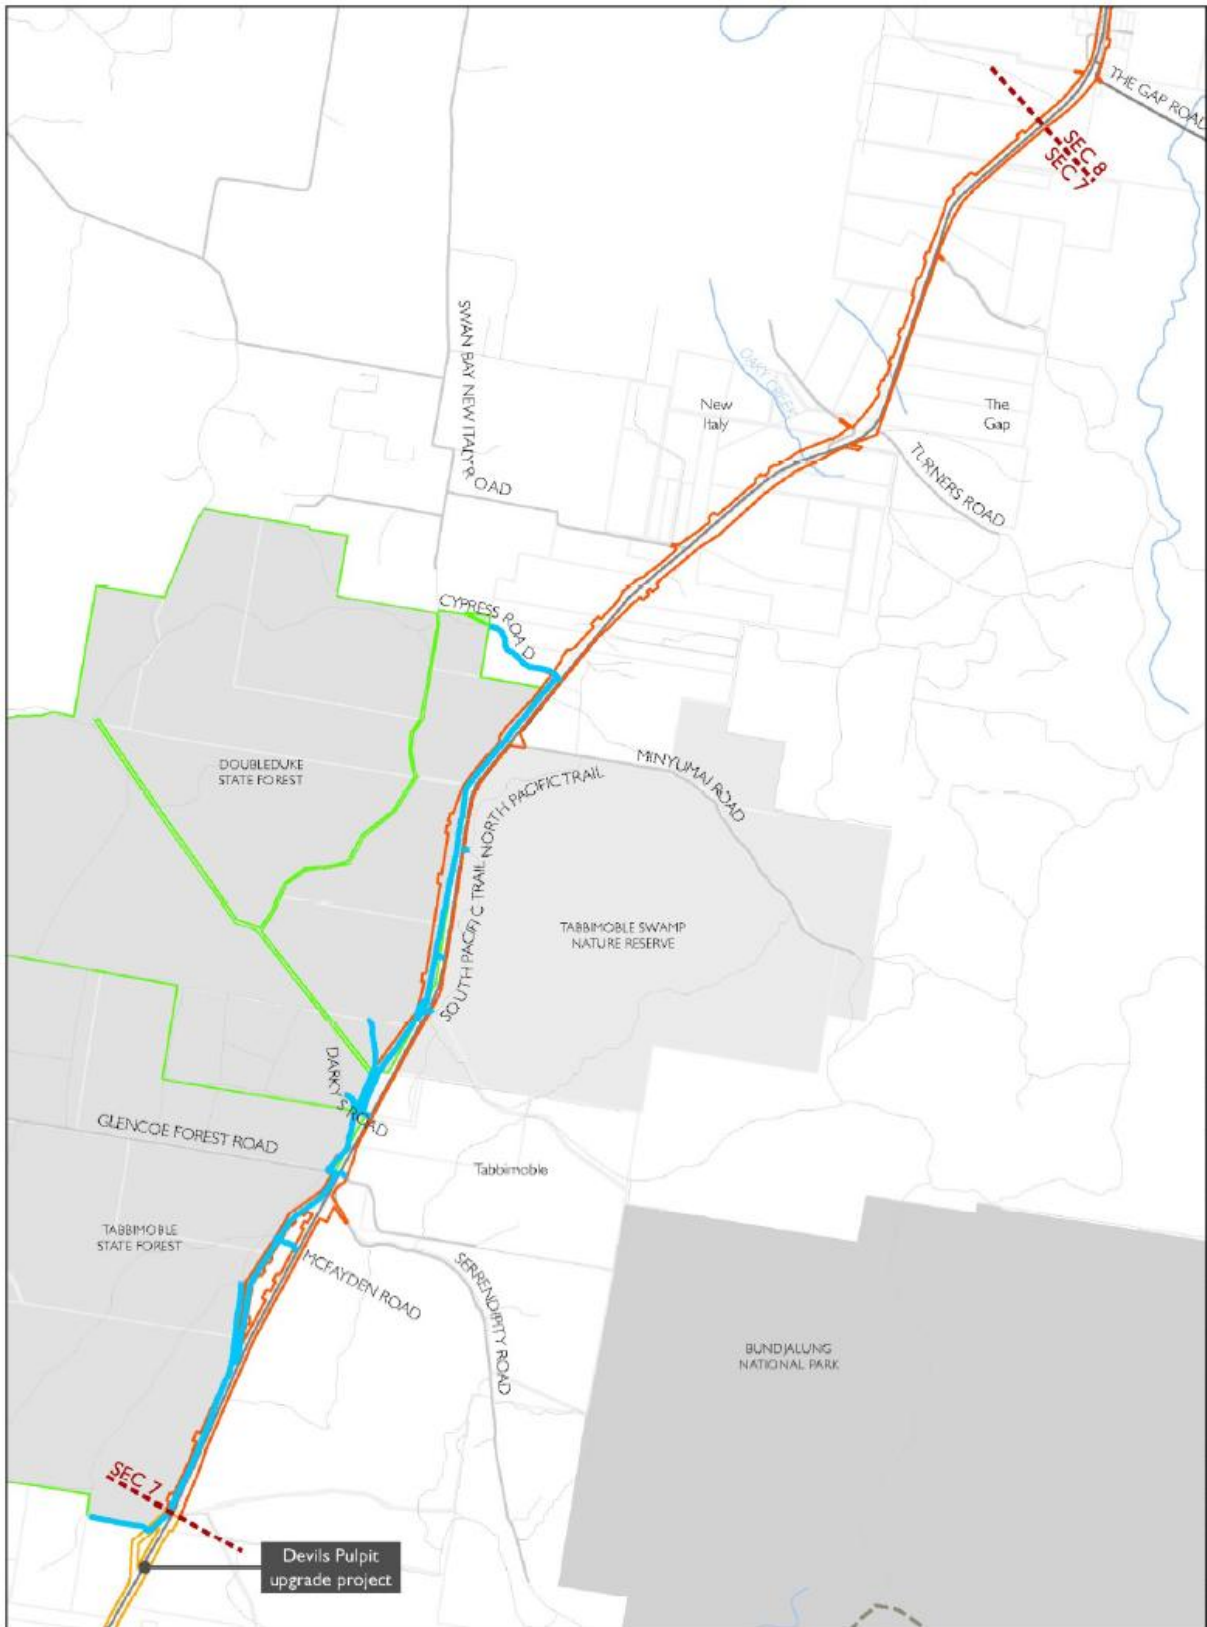 THE GAP ROAD
SEC 8
SEC 7
SWAN BAY NEW ITALY ROAD
OAKY CREEK
New
Italy
The
Gap
TURNERS ROAD
CYPRESS ROAD
MINYUMAI ROAD
DOUBLEDUKE
STATE FOREST
NORTH PACIFIC TRAIL
SOUTH PACIFIC TRAIL
TABBIMOBLE SWAMP
NATURE RESERVE
DARKY'S ROAD
GLENCOE FOREST ROAD
Tabbimoble
TABBIMOBLE
STATE FOREST
MCFAYDEN ROAD
SERRENDIPITY ROAD
BUNDJALUNG
NATIONAL PARK
SEC 7
Devils Pulpit
upgrade project